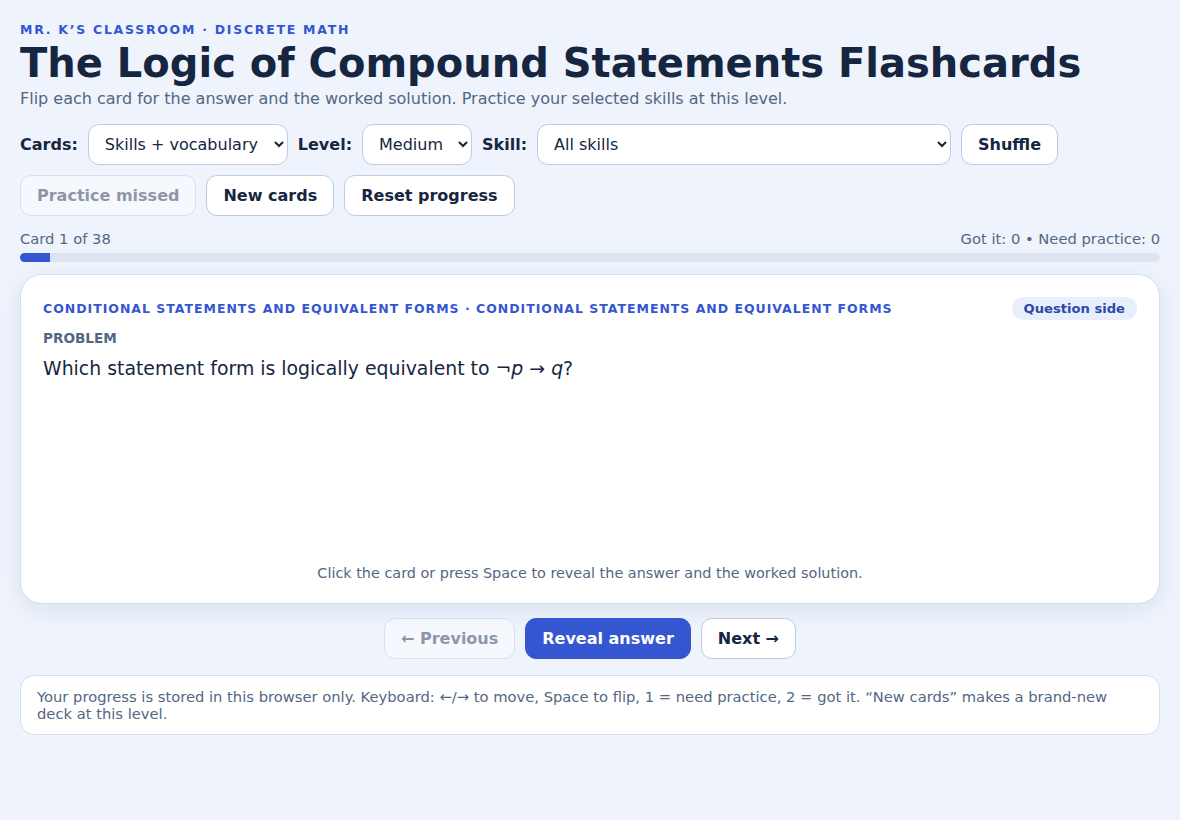 MR. K’S CLASSROOM · DISCRETE MATH
The Logic of Compound Statements Flashcards
Flip each card for the answer and the worked solution. Practice your selected skills at this level.
Cards: Skills + vocabulary Level: Medium Skill: All skills Shuffle
Practice missed New cards Reset progress
Card 1 of 38 Got it: 0 • Need practice: 0
CONDITIONAL STATEMENTS AND EQUIVALENT FORMS · CONDITIONAL STATEMENTS AND EQUIVALENT FORMS Question side
PROBLEM
Which statement form is logically equivalent to ¬p → q?
Click the card or press Space to reveal the answer and the worked solution.
← Previous Reveal answer Next →
Your progress is stored in this browser only. Keyboard: ←/→ to move, Space to flip, 1 = need practice, 2 = got it. “New cards” makes a brand-new
deck at this level.